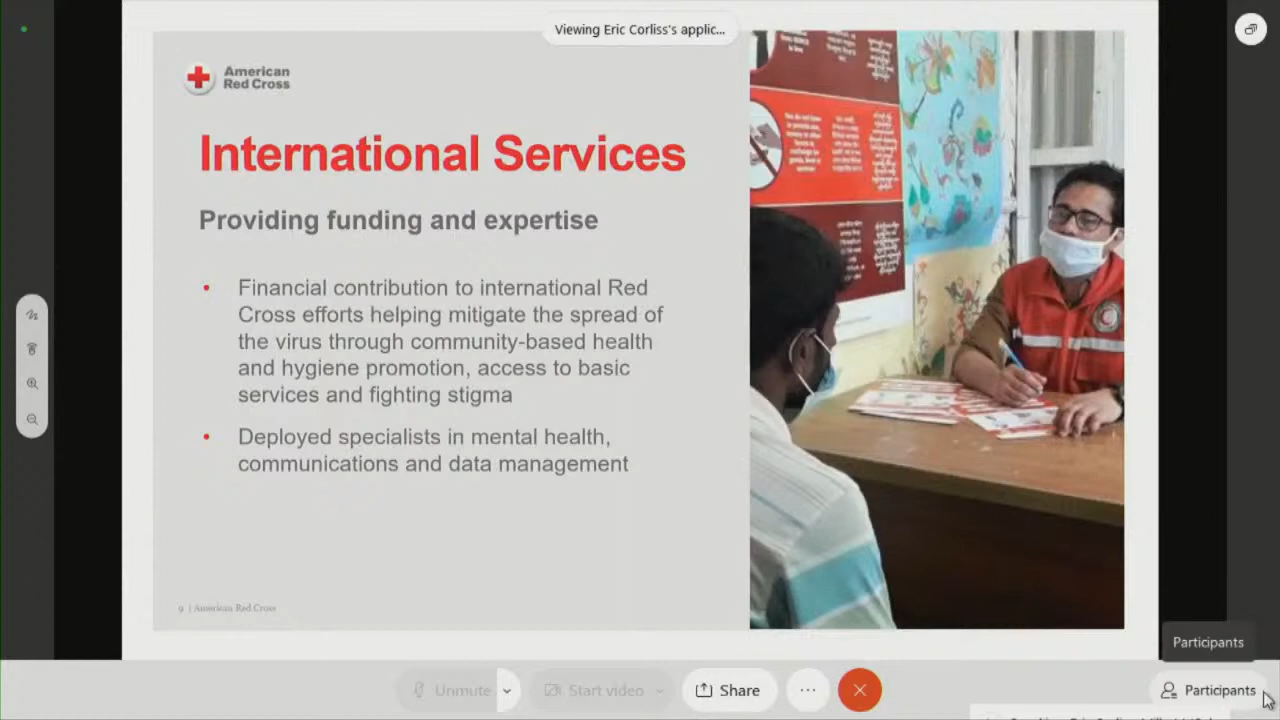 Viewing Eric Corliss's applic...
American
Red Cross
International Services
Providing funding and expertise
• Financial contribution to international Red
Cross efforts helping mitigate the spread of
the virus through community-based health
and hygiene promotion, access to basic
services and fighting stigma
• Deployed specialists in mental health,
communications and data management
9 | American Red Cross
Participants
Unmute
Start video
Share
Participants